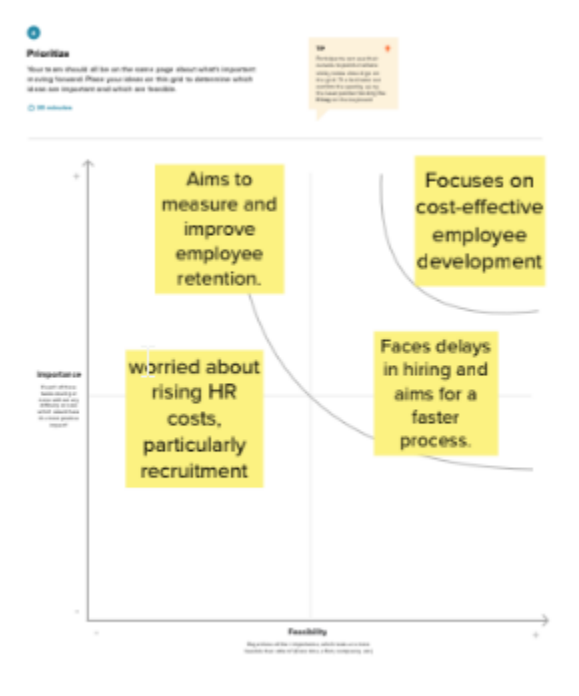 4
Prioritize
Your team should all be on the same page about what's important
moving forward. Place your ideas on this grid to determine which
ideas are important and which are feasible.
TIP
Aims to
measure and
improve
employee
retention.
Focuses on
cost-effective
employee
development
worried about
rising HR
costs,
particularly
recruitment
Faces delays
in hiring and
aims for a
faster
process.
Importance
Feasibility